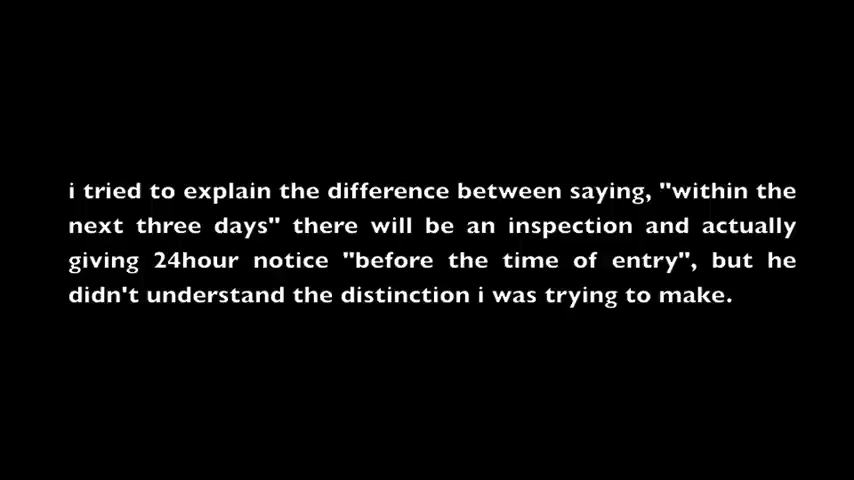 i tried to explain the difference between saying, "within the
next three days" there will be an inspection and actually
giving 24hour notice "before the time of entry", but he
didn't understand the distinction i was trying to make.